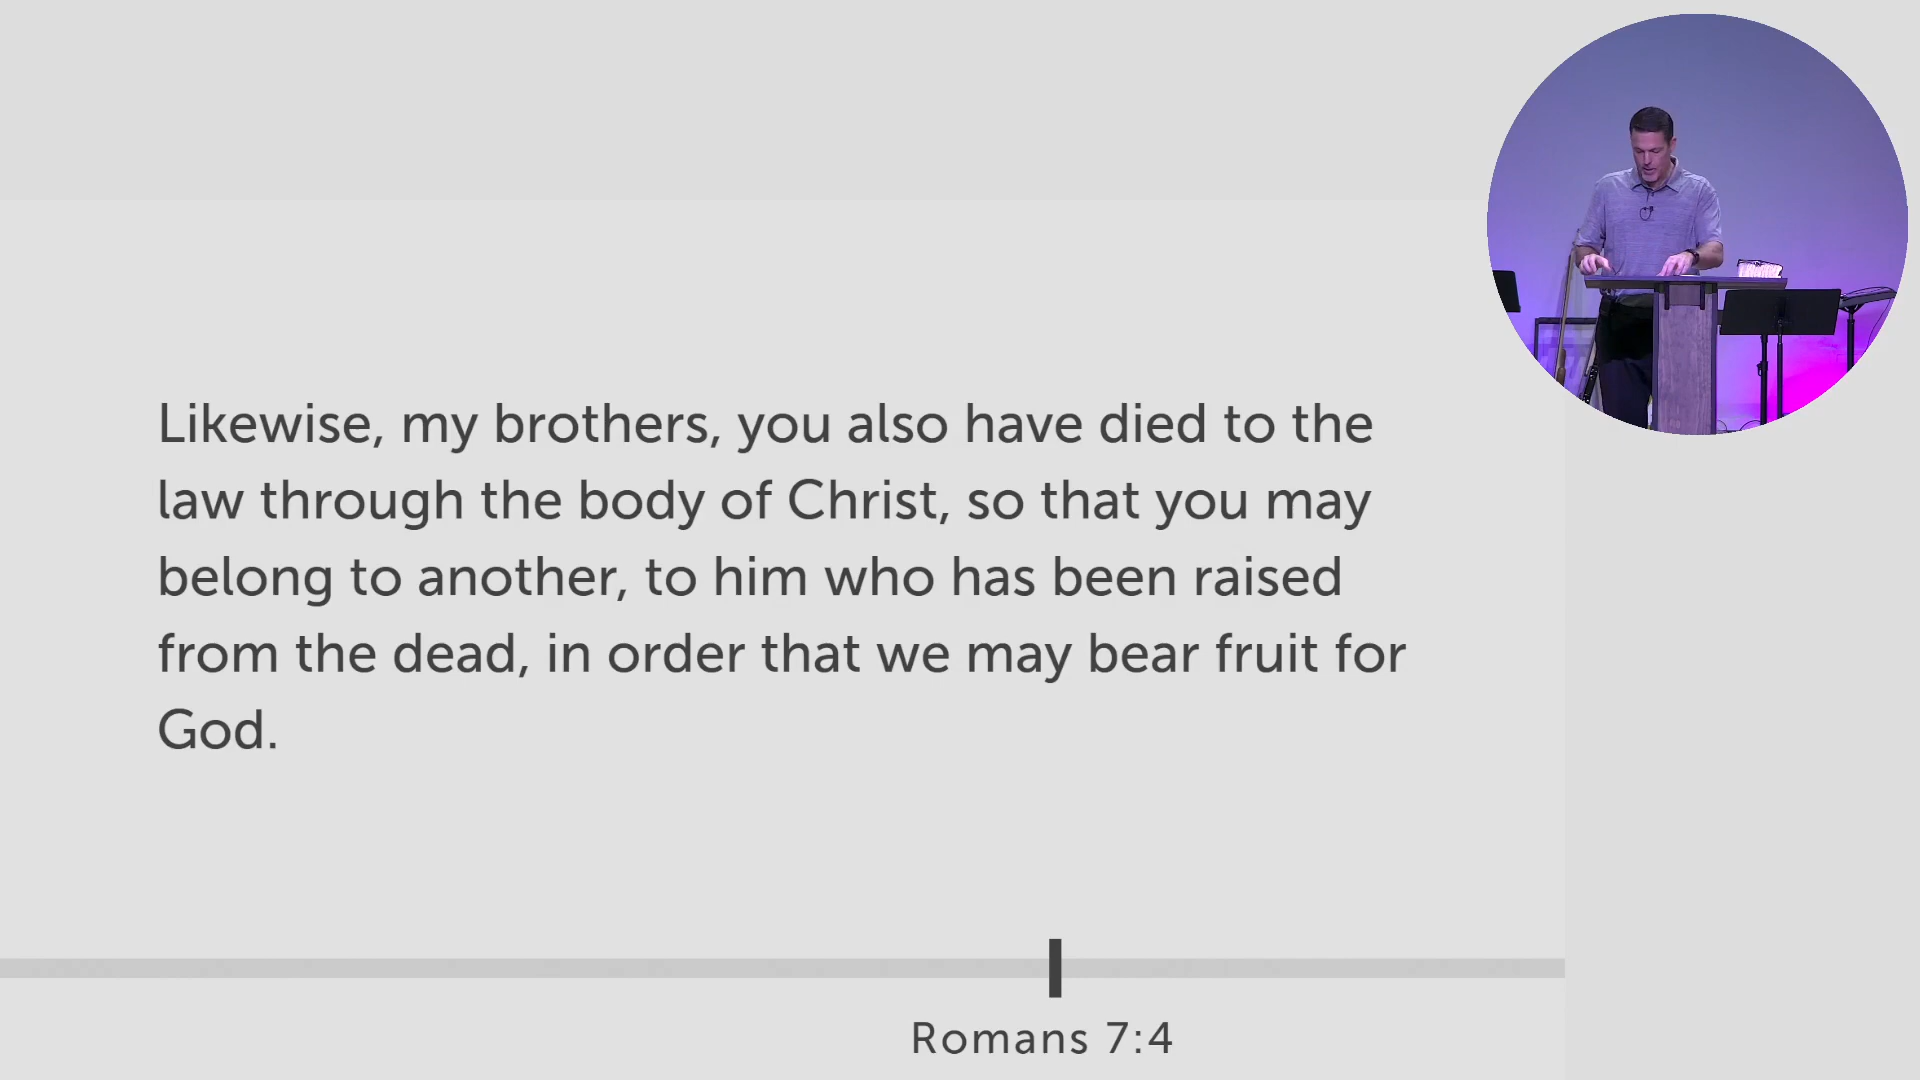 Likewise, my brothers, you also have died to the
law through the body of Christ, so that you may
belong to another, to him who has been raised
from the dead, in order that we may bear fruit for
God.
Romans 7:4